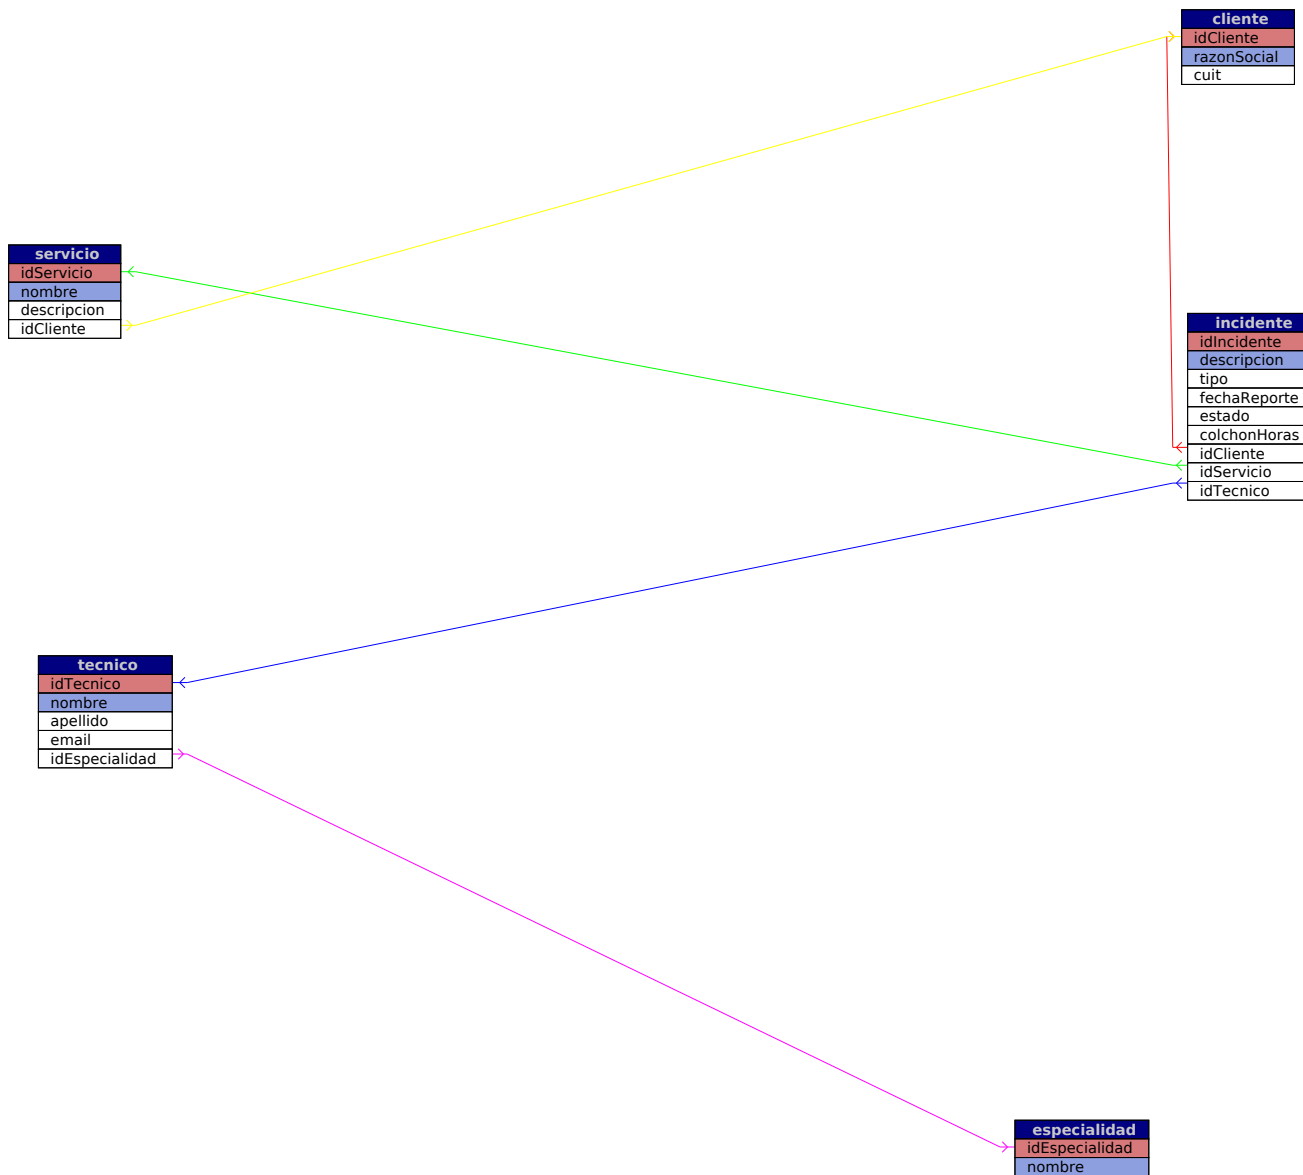 cliente
idCliente
razonSocial
cuit
servicio
idServicio
nombre
descripcion
idCliente
incidente
idIncidente
descripcion
tipo
fechaReporte
estado
colchonHoras
idCliente
idServicio
idTecnico
tecnico
idTecnico
nombre
apellido
email
idEspecialidad
especialidad
idEspecialidad
nombre